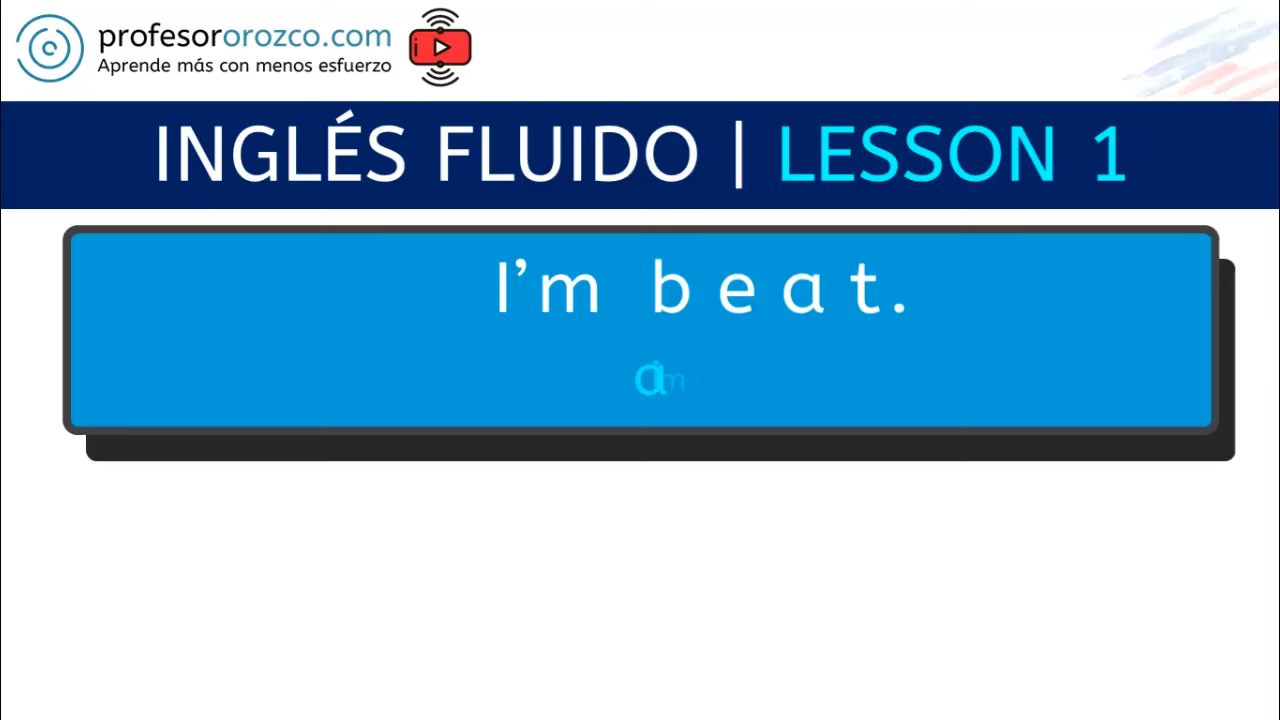 profesororozco.com
Aprende más con menos esfuerzo
INGLÉS FLUIDO | LESSON 1
I’m beat.